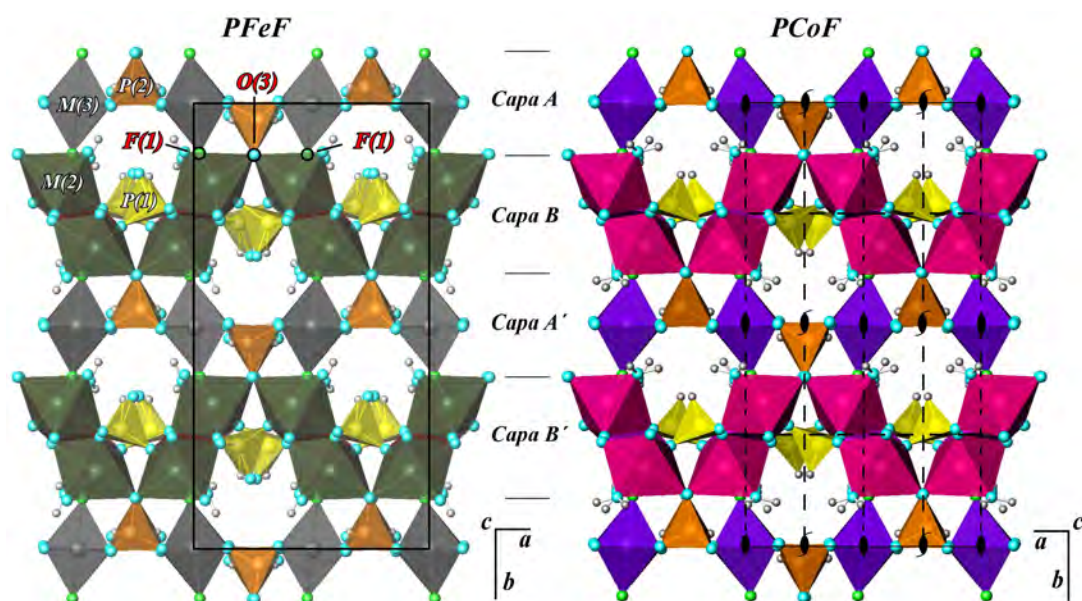 PFeF
PCoF
P(2)
O(3)
M(3)
Capa A
F(1)
F(1)
M(2)
P(1)
Capa B
Capa A´
Capa B´
c
a
b
c
a
b